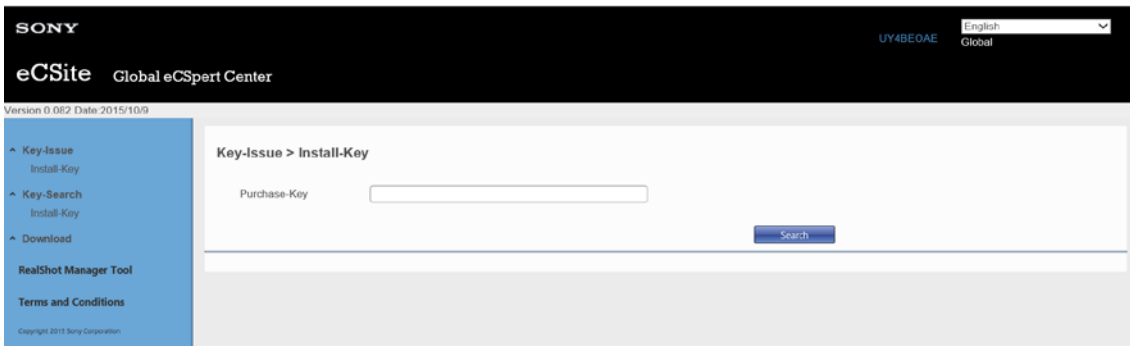 SONY
UY4BEOAE
English
Global
eCSite Global eCSpert Center
Version 0.082 Date:2015/10/9
Key-Issue
Install-Key
Key-Search
Install-Key
Download
RealShot Manager Tool
Terms and Conditions
Copyright 2015 Sony Corporation
Key-Issue > Install-Key
Purchase-Key
Search